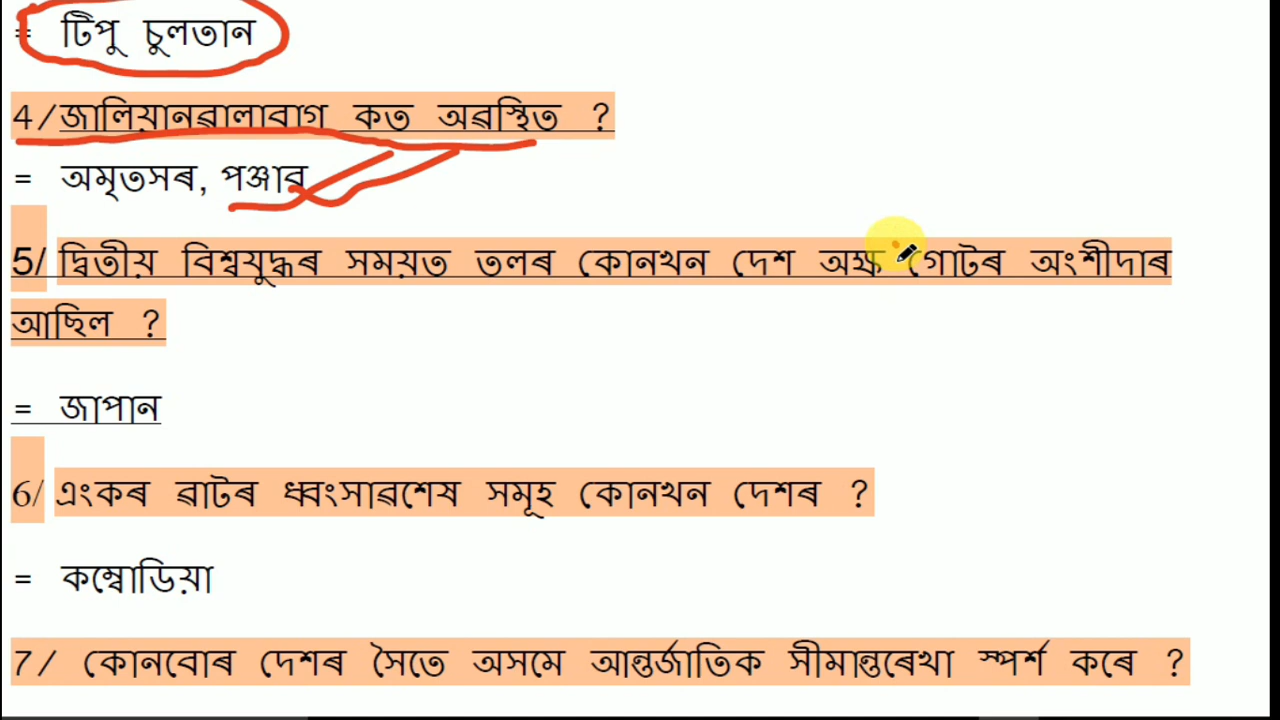 = টিপু চুলতান
4/জালিয়ানৱালাবাগ কত অৱস্থিত ?
= অমৃতসৰ, পঞ্জাব
5/ দ্বিতীয় বিশ্বযুদ্ধৰ সময়ত তলৰ কোনখন দেশ অক্ষ গোটৰ অংশীদাৰ
আছিল ?
= জাপান
6/ এংকৰ ৱাটৰ ধ্বংসাৱশেষ সমূহ কোনখন দেশৰ ?
= কম্বোডিয়া
7/ কোনবোৰ দেশৰ সৈতে অসমে আন্তৰ্জাতিক সীমান্তৰেখা স্পৰ্শ কৰে ?